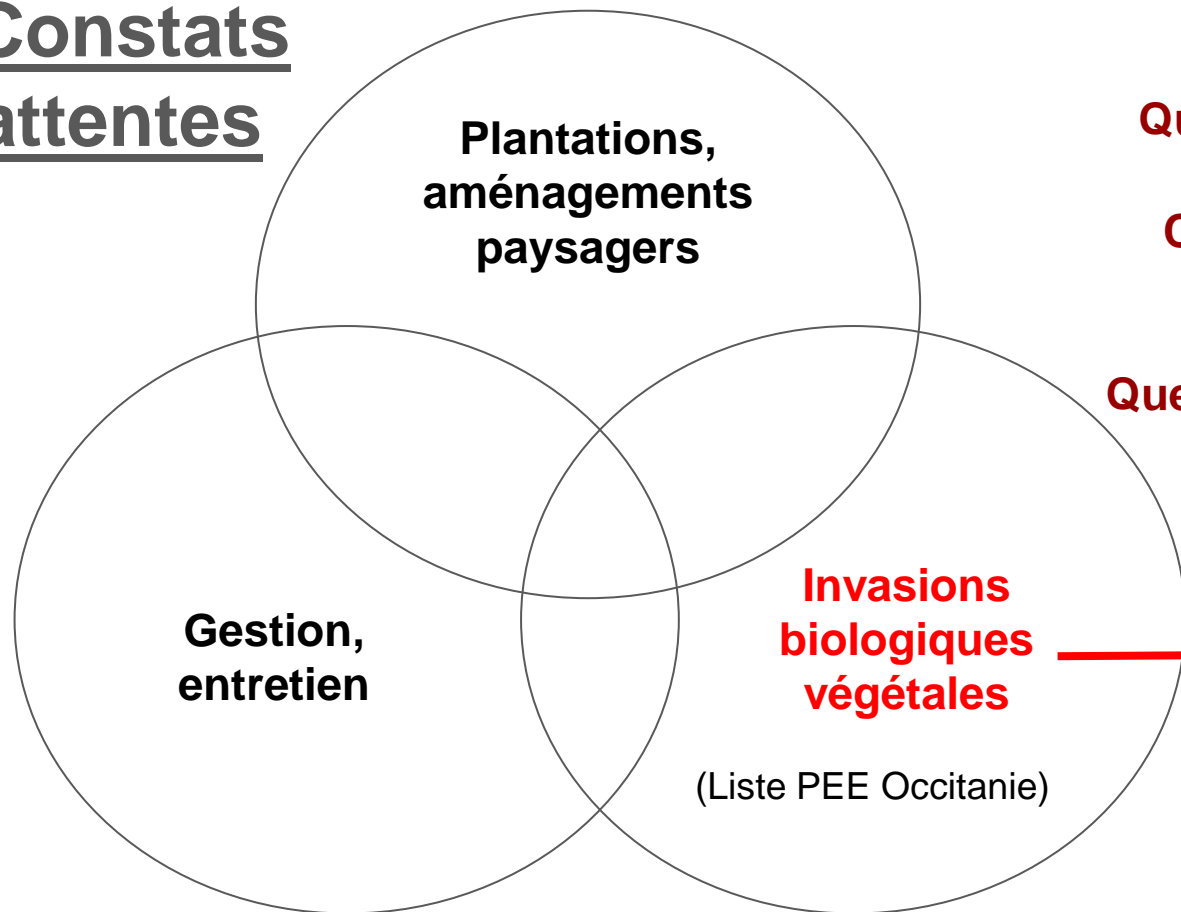 Constats
attentes
Plantations,
aménagements
paysagers
Gestion,
entretien
Invasions
biologiques
végétales
(Liste PEE Occitanie)